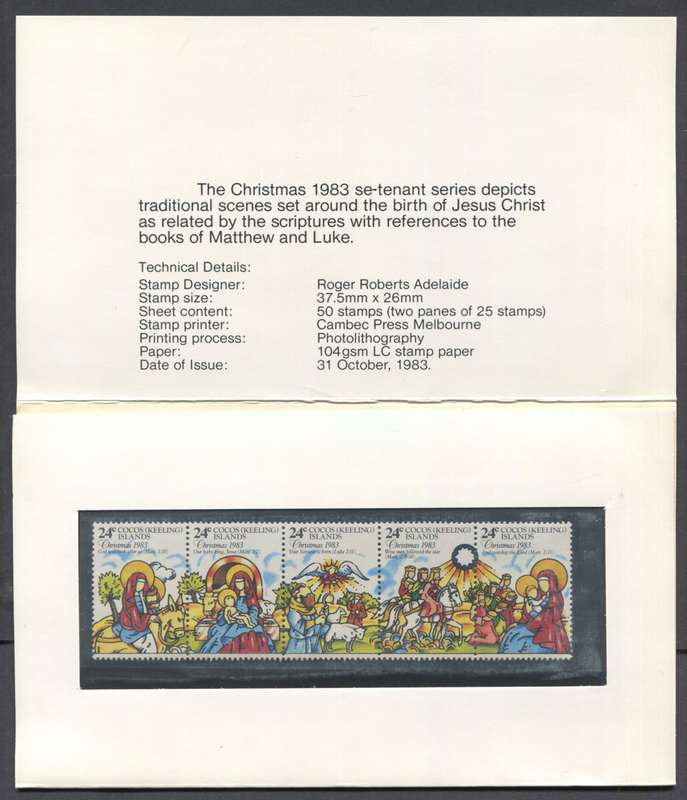 The Christmas 1983 se-tenant series depicts
traditional scenes set around the birth of Jesus Christ
as related by the scriptures with references to the
books of Matthew and Luke.
Technical Details:
Stamp Designer: Roger Roberts Adelaide
Stamp size: 37.5mm x 26mm
Sheet content: 50 stamps (two panes of 25 stamps)
Stamp printer: Cambec Press Melbourne
Printing process: Photolithography
Paper: 104gsm LC stamp paper
Date of Issue: 31 October, 1983.
24c COCOS (KEELING) ISLANDS
Christmas 1983
24c COCOS (KEELING) ISLANDS
Christmas 1983
24c COCOS (KEELING) ISLANDS
Christmas 1983
24c COCOS (KEELING) ISLANDS
Christmas 1983
Wise men followed the star
24c COCOS (KEELING) ISLANDS
Christmas 1983